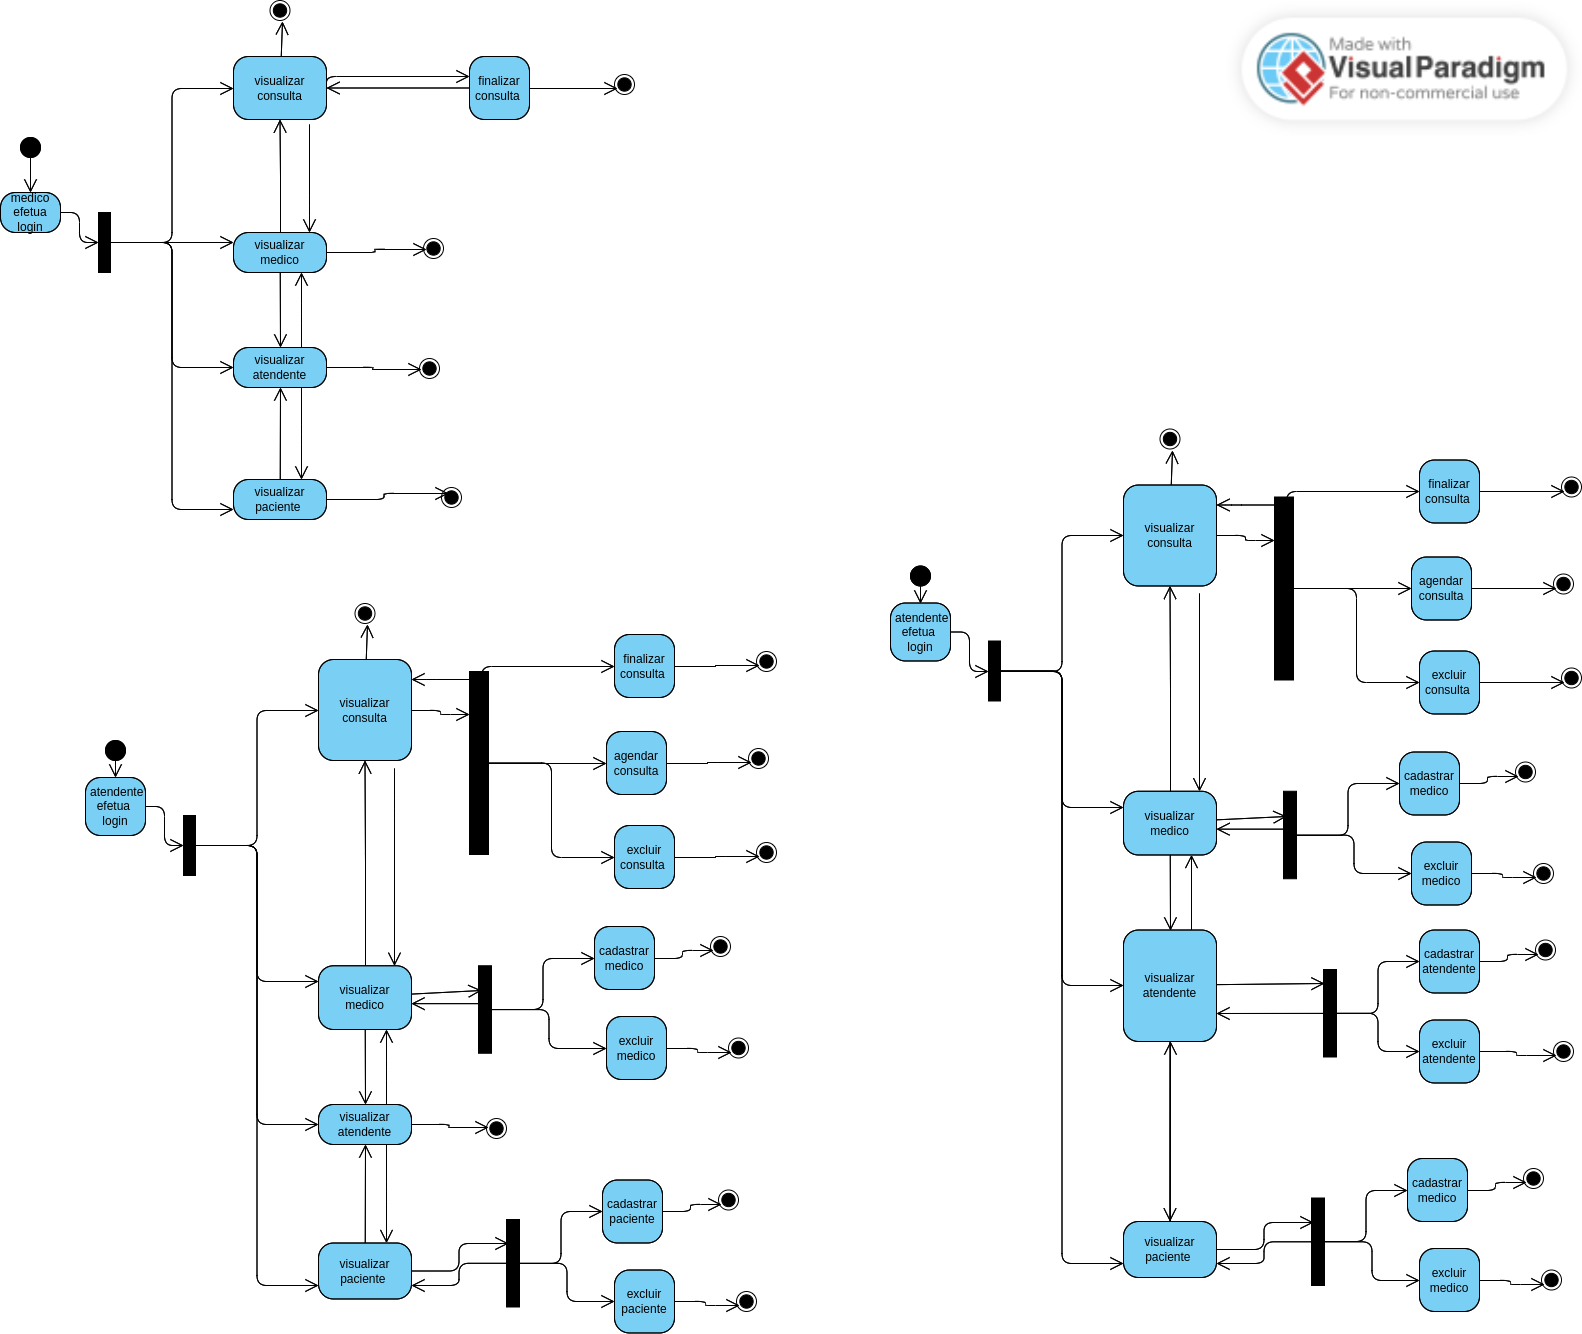 Made with
Visual Paradigm
For non-commercial use
visualizar
consulta
finalizar
consulta
medico
efetua
login
visualizar
medico
visualizar
atendente
visualizar
paciente
atendente
efetua
login
visualizar
consulta
finalizar
consulta
agendar
consulta
excluir
consulta
visualizar
medico
cadastrar
medico
excluir
medico
visualizar
atendente
visualizar
paciente
cadastrar
paciente
excluir
paciente
atendente
efetua
login
visualizar
consulta
finalizar
consulta
agendar
consulta
excluir
consulta
visualizar
medico
cadastrar
medico
excluir
medico
visualizar
atendente
cadastrar
atendente
excluir
atendente
visualizar
paciente
cadastrar
medico
excluir
medico